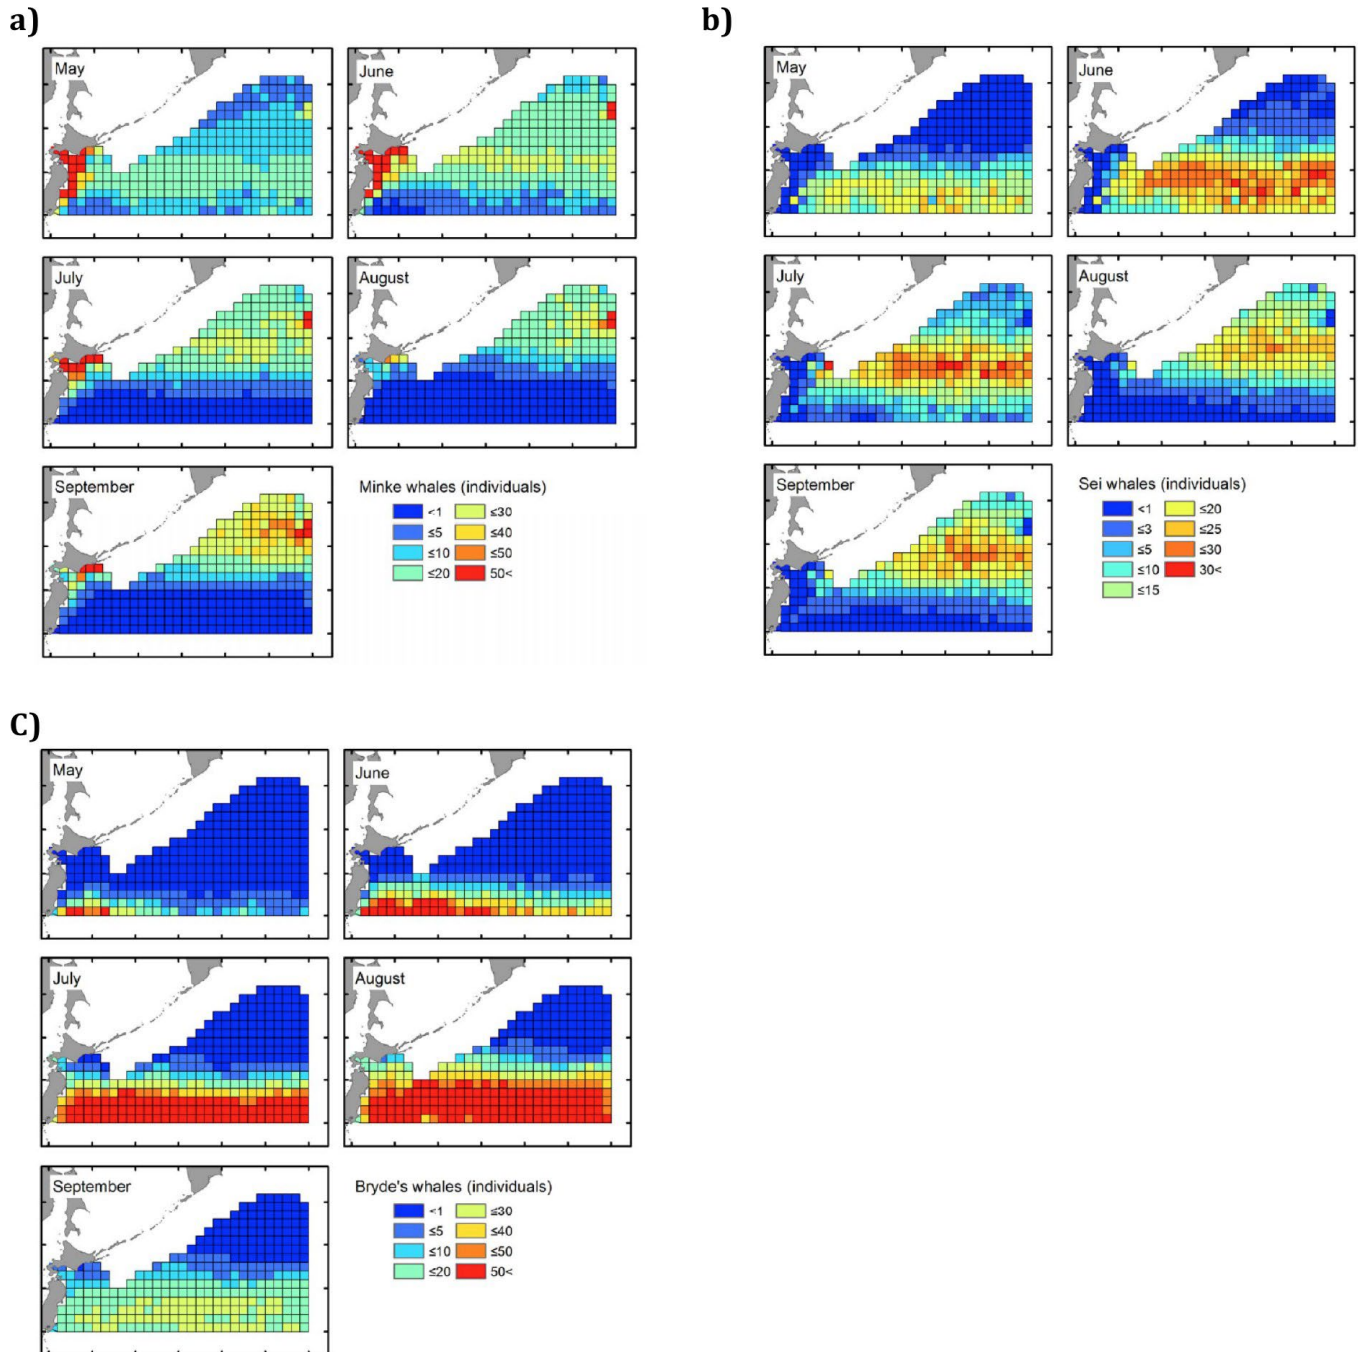 a)
May
June
July
August
September
Minke whales (individuals)
<1 ≤30
≤5 ≤40
≤10 ≤50
≤20 50<
b)
May
June
July
August
September
Sei whales (individuals)
<1 ≤20
≤3 ≤25
≤5 ≤30
≤10 30<
≤15
C)
May
June
July
August
September
Bryde's whales (individuals)
<1 ≤30
≤5 ≤40
≤10 ≤50
≤20 50<